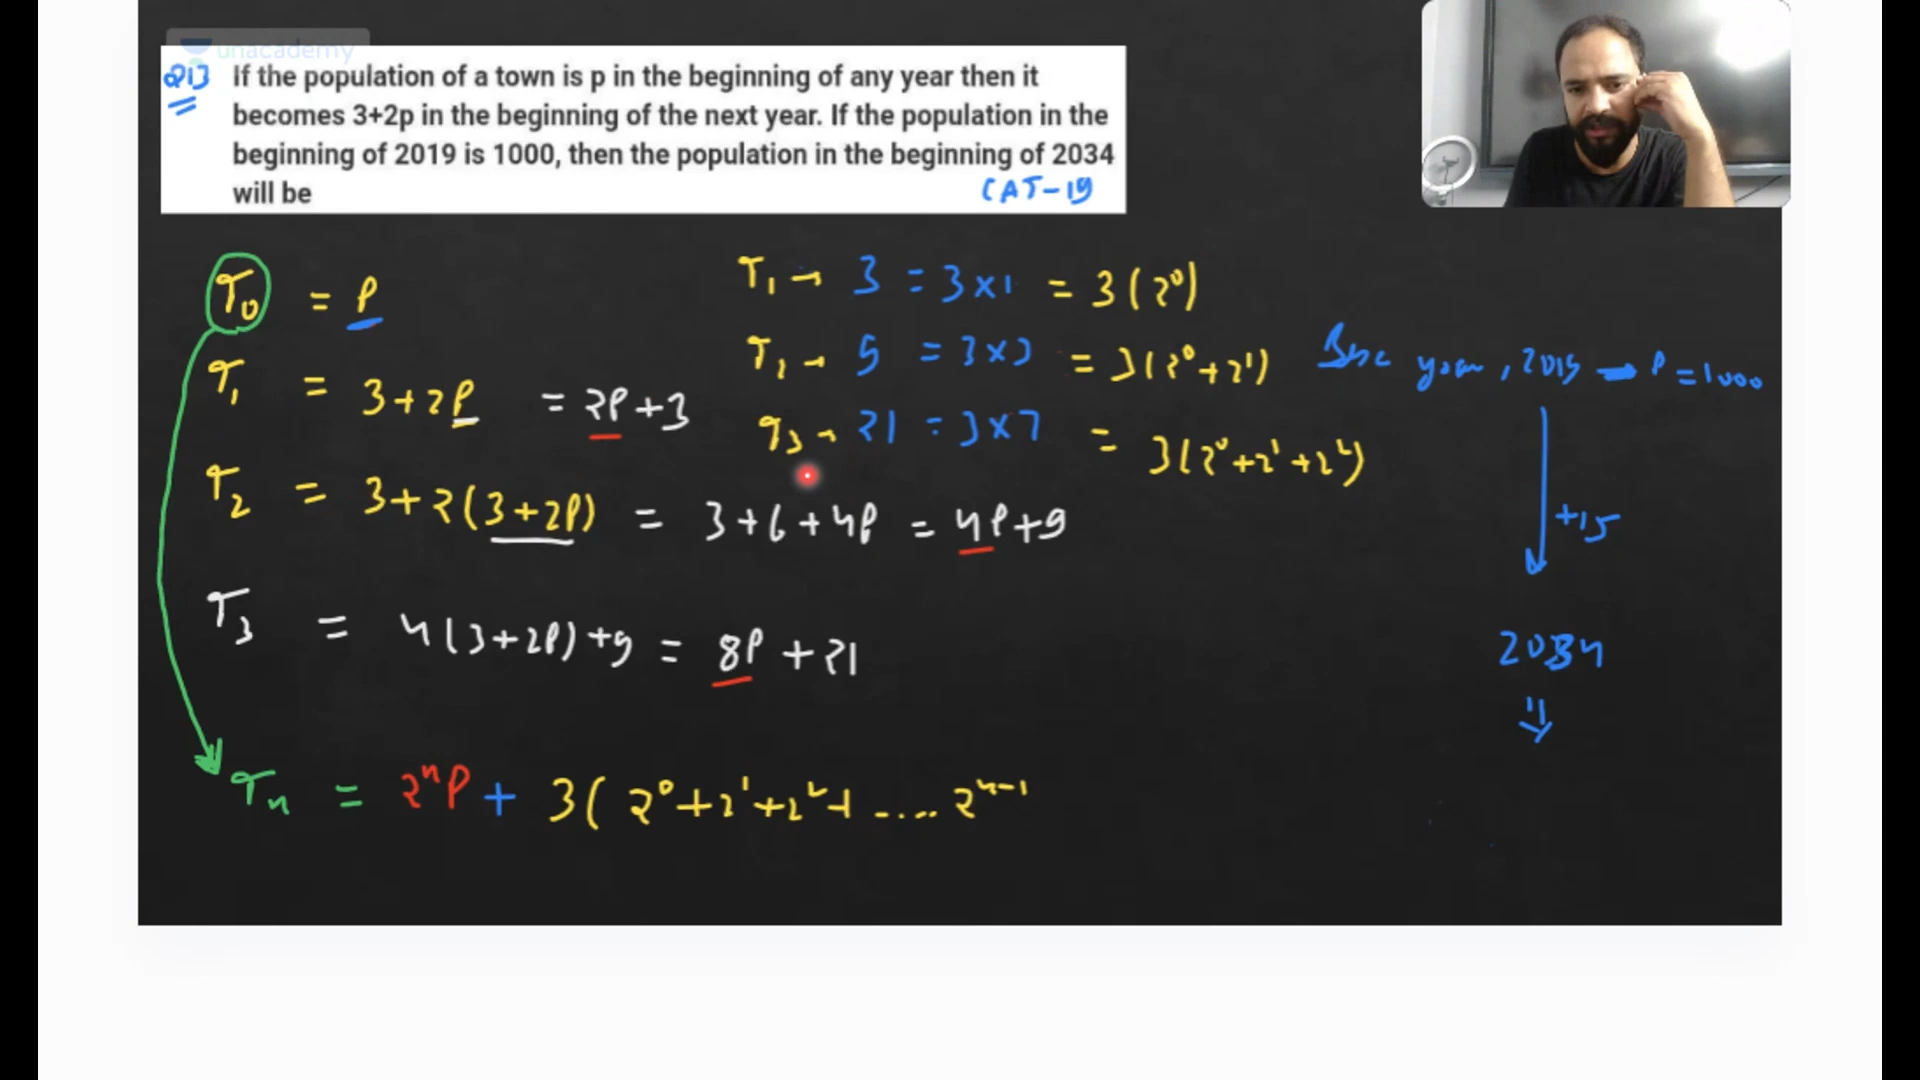 unacademy
Q13 If the population of a town is p in the beginning of any year then it
becomes 3+2p in the beginning of the next year. If the population in the
beginning of 2019 is 1000, then the population in the beginning of 2034
will be
CAT-19
T₀ = P
T₁ = 3+2P = 2P+3
T₂ = 3+2(3+2P) = 3+6+4P = 4P+9
T₃ = 4(3+2P)+9 = 8P+21
Tₙ = 2ⁿP + 3(2⁰+2¹+2²+ .... 2ⁿ⁻¹
T₁ → 3 = 3×1 = 3(2⁰)
T₂ → 9 = 3×3 = 3(2⁰+2¹)
T₃ → 21 = 3×7 = 3(2⁰+2¹+2²)
year, 2019 → P = 1000
+15
2034